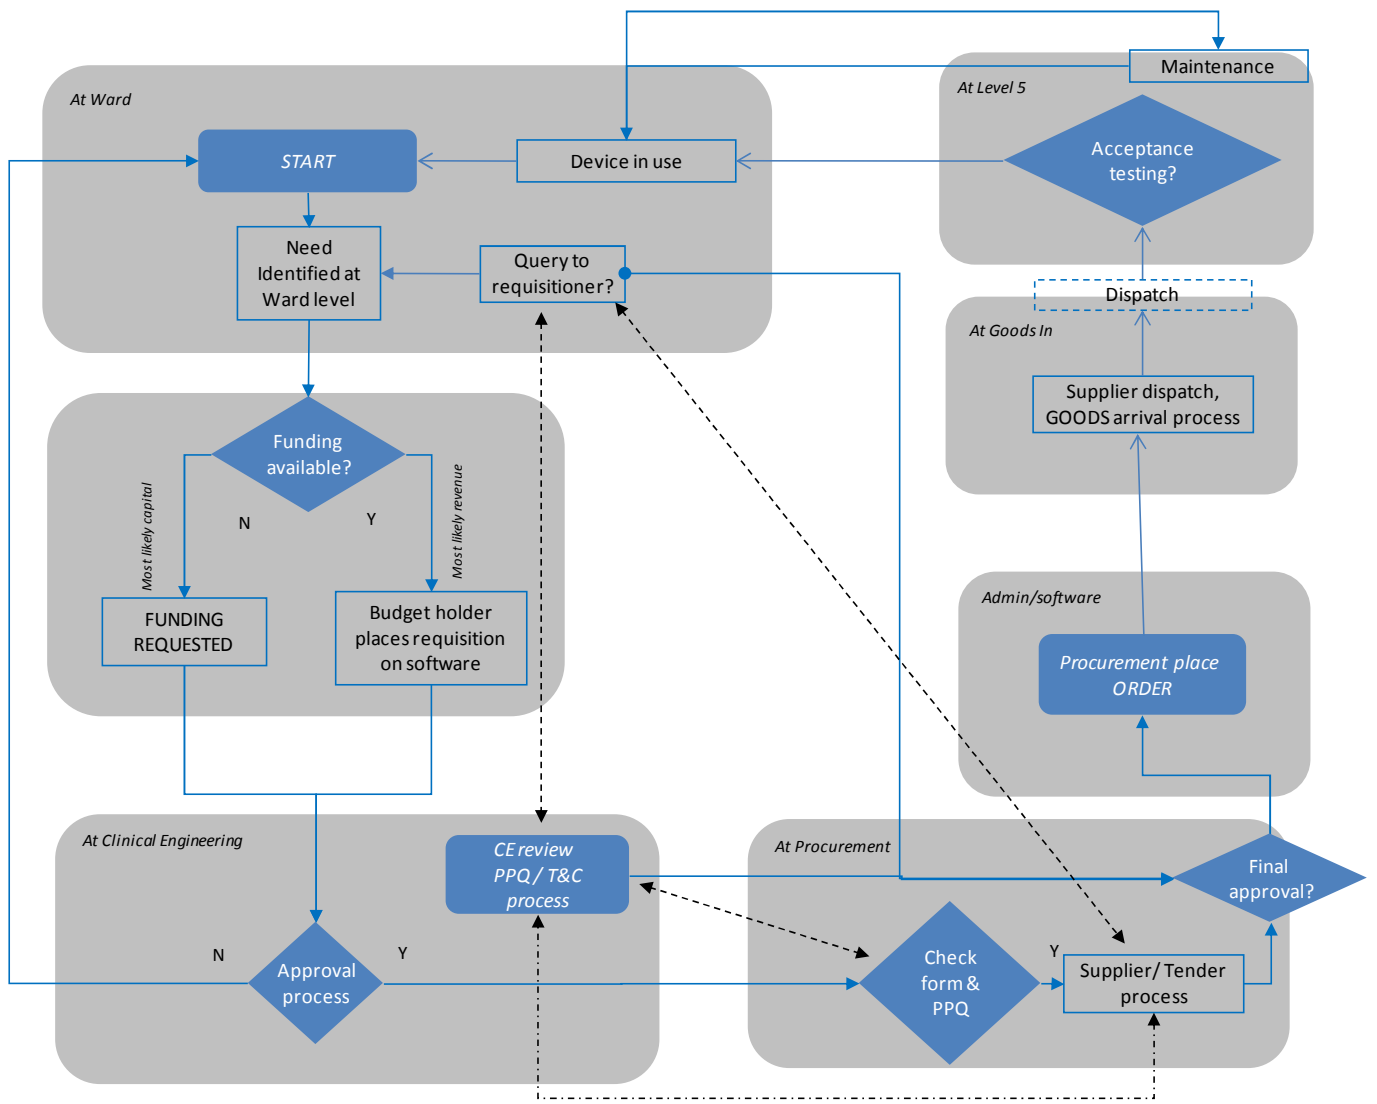 Maintenance
At Level 5
At Ward
START
Device in use
Acceptance
testing?
Need
Identified at
Ward level
Query to
requisitioner?
Dispatch
At Goods In
Supplier dispatch,
GOODS arrival process
Funding
available?
Most likely capital
N
Y
Most likely revenue
FUNDING
REQUESTED
Budget holder
places requisition
on software
Admin/software
Procurement place
ORDER
At Clinical Engineering
CE review
PPQ / T&C
process
At Procurement
Final
approval?
N
Approval
process
Y
Check
form &
PPQ
Y
Supplier/ Tender
process